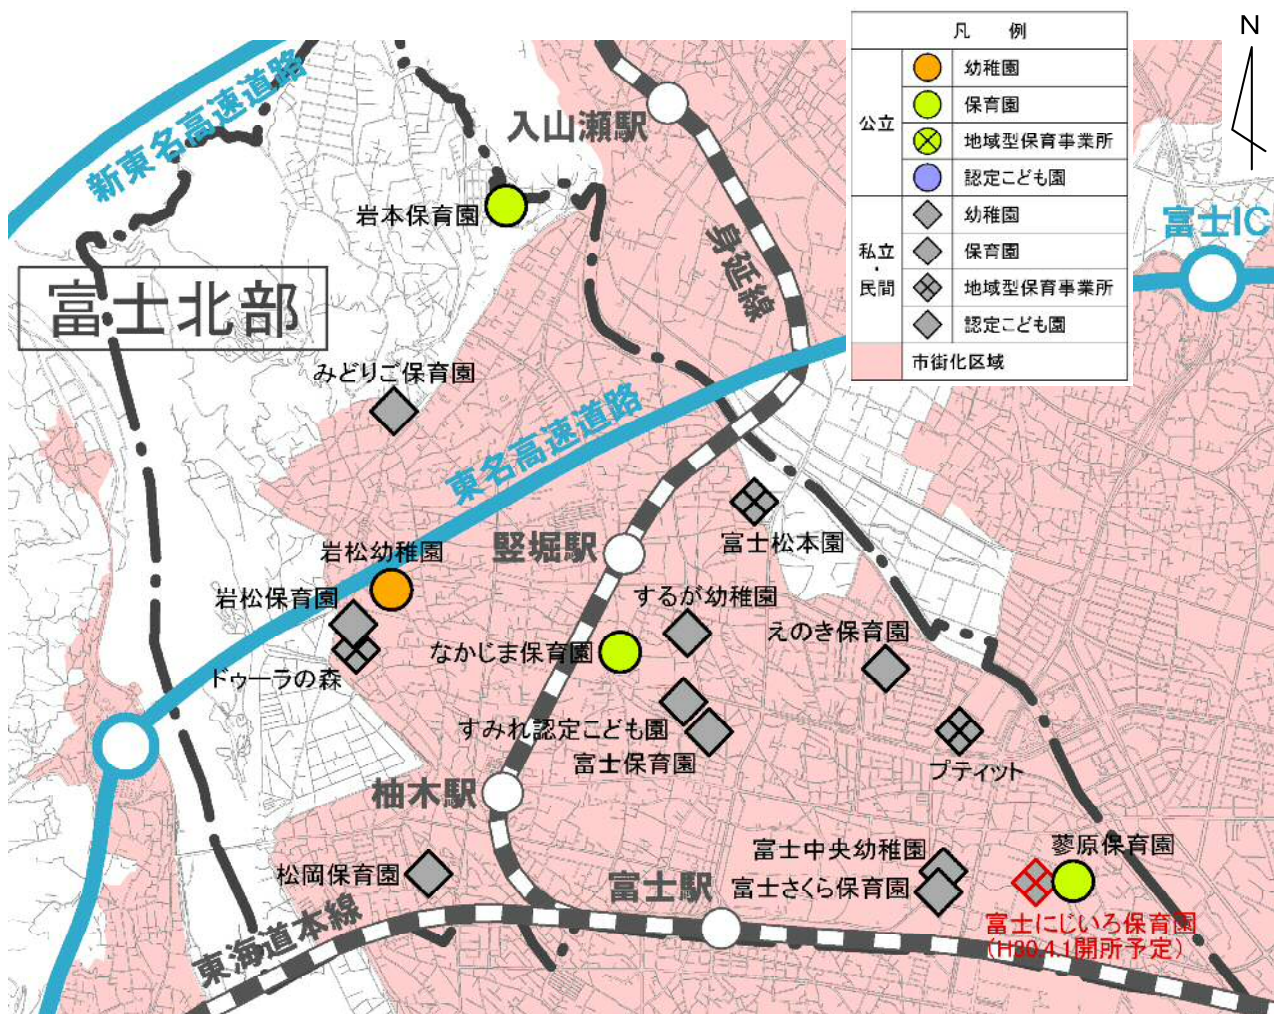 凡 例
公立
幼稚園
保育園
地域型保育事業所
認定こども園
私立・民間
幼稚園
保育園
地域型保育事業所
認定こども園
市街化区域
N
新東名高速道路
入山瀬駅
岩本保育園
身延線
富士IC
富士北部
みどりご保育園
東名高速道路
竪堀駅
富士松本園
岩松幼稚園
岩松保育園
するが幼稚園
えのき保育園
なかじま保育園
ドゥーラの森
すみれ認定こども園
富士保育園
プティット
柚木駅
富士中央幼稚園
蓼原保育園
松岡保育園
富士駅
富士さくら保育園
東海道本線
富士にじいろ保育園
(H30.4.1開所予定)